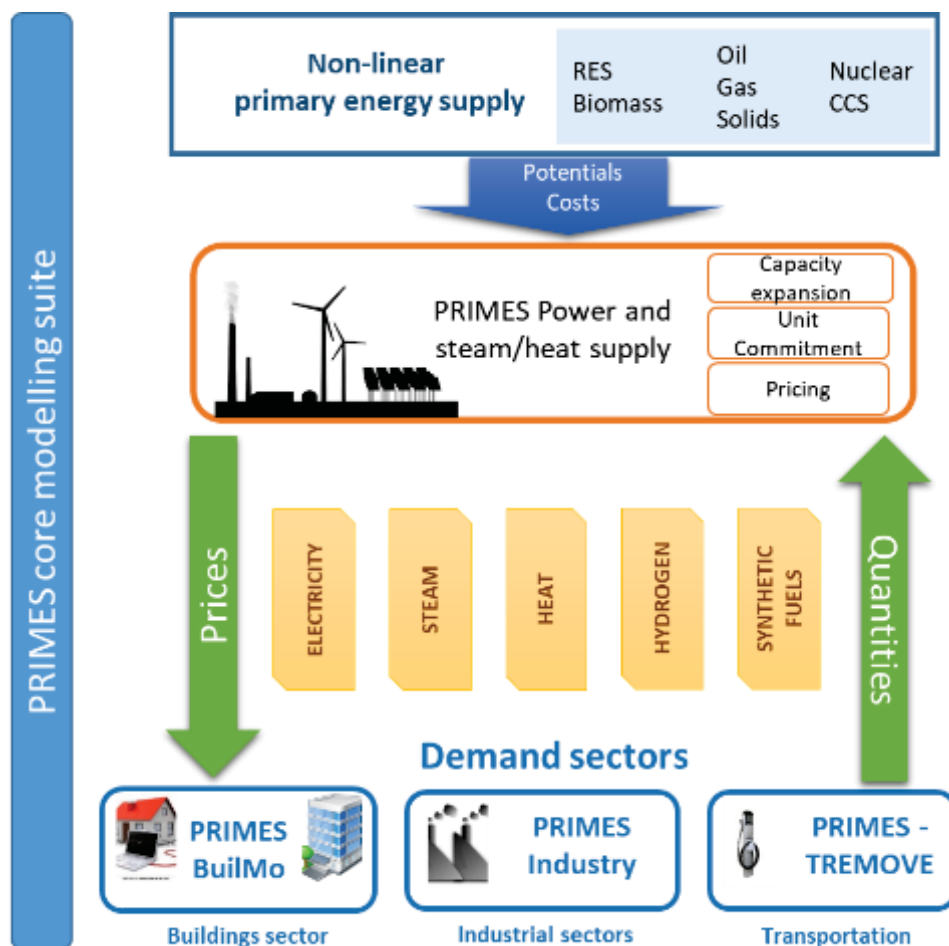 PRIMES core modelling suite
Non-linear
primary energy supply
RES
Biomass
Oil
Gas
Solids
Nuclear
CCS
Potentials
Costs
PRIMES Power and
steam/heat supply
Capacity
expansion
Unit
Commitment
Pricing
Prices
ELECTRICITY
STEAM
HEAT
HYDROGEN
SYNTHETIC
FUELS
Quantities
Demand sectors
PRIMES
BuilMo
PRIMES
Industry
PRIMES -
TREMOVE
Buildings sector
Industrial sectors
Transportation